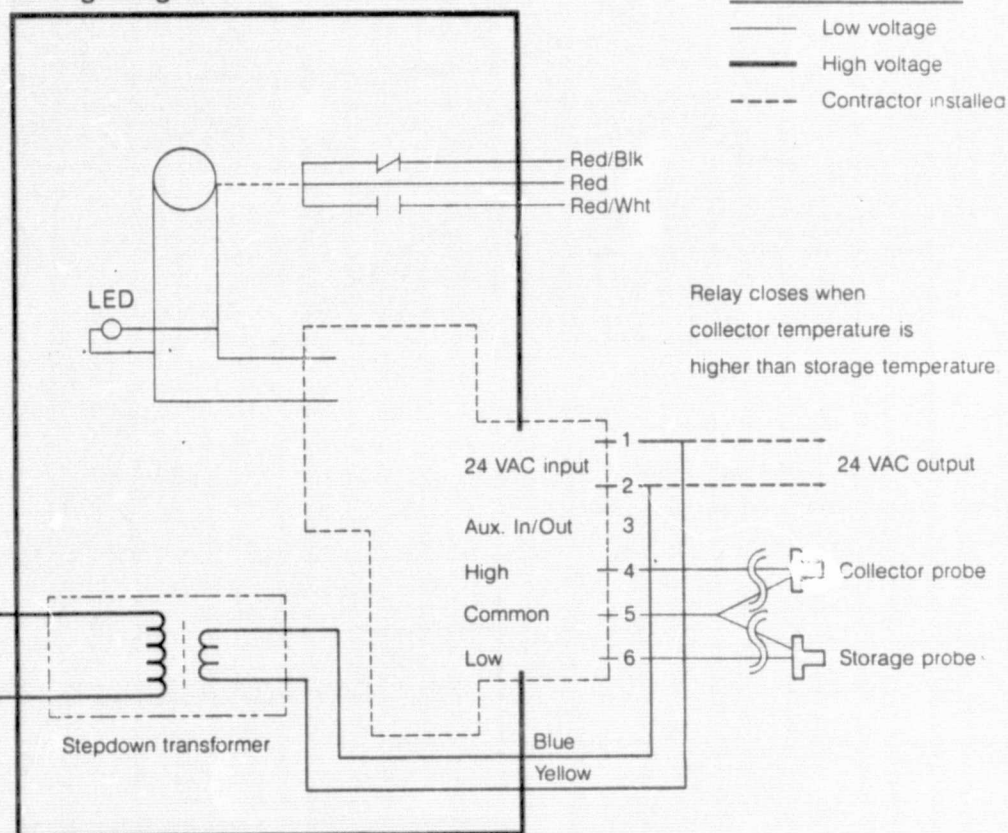 Low voltage
High voltage
Contractor installed
Red/Blk
Red
Red/Wht
LED
Relay closes when
collector temperature is
higher than storage temperature.
24 VAC input
1
2
24 VAC output
Aux. In/Out
3
High
4
Collector probe
Common
5
Low
6
Storage probe
Stepdown transformer
Blue
Yellow